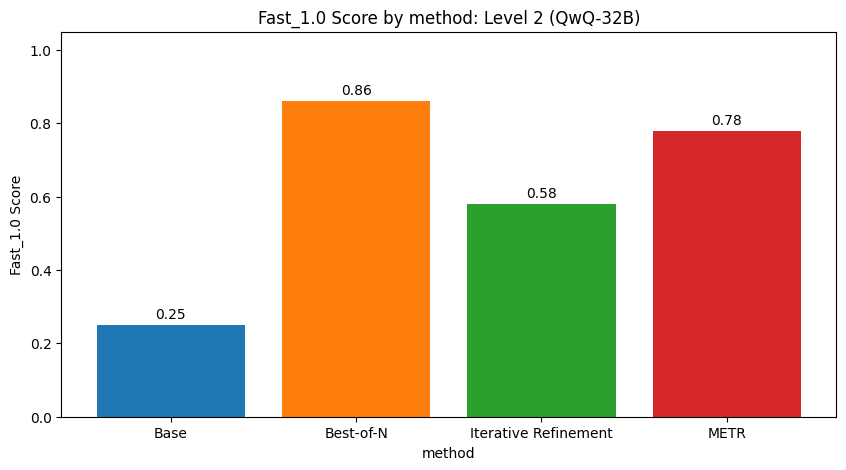 Fast_1.0 Score by method: Level 2 (QwQ-32B)
Fast_1.0 Score
1.0
0.8
0.6
0.4
0.2
0.0
0.25
0.86
0.58
0.78
Base
Best-of-N
Iterative Refinement
METR
method